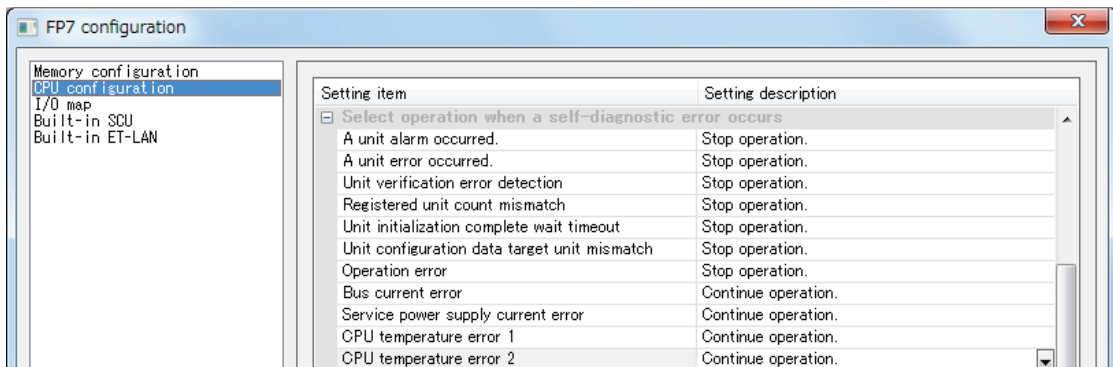 FP7 configuration
Memory configuration
CPU configuration
I/O map
Built-in SCU
Built-in ET-LAN
Setting item Setting description
Select operation when a self-diagnostic error occurs
A unit alarm occurred. Stop operation.
A unit error occurred. Stop operation.
Unit verification error detection Stop operation.
Registered unit count mismatch Stop operation.
Unit initialization complete wait timeout Stop operation.
Unit configuration data target unit mismatch Stop operation.
Operation error Stop operation.
Bus current error Continue operation.
Service power supply current error Continue operation.
CPU temperature error 1 Continue operation.
CPU temperature error 2 Continue operation.